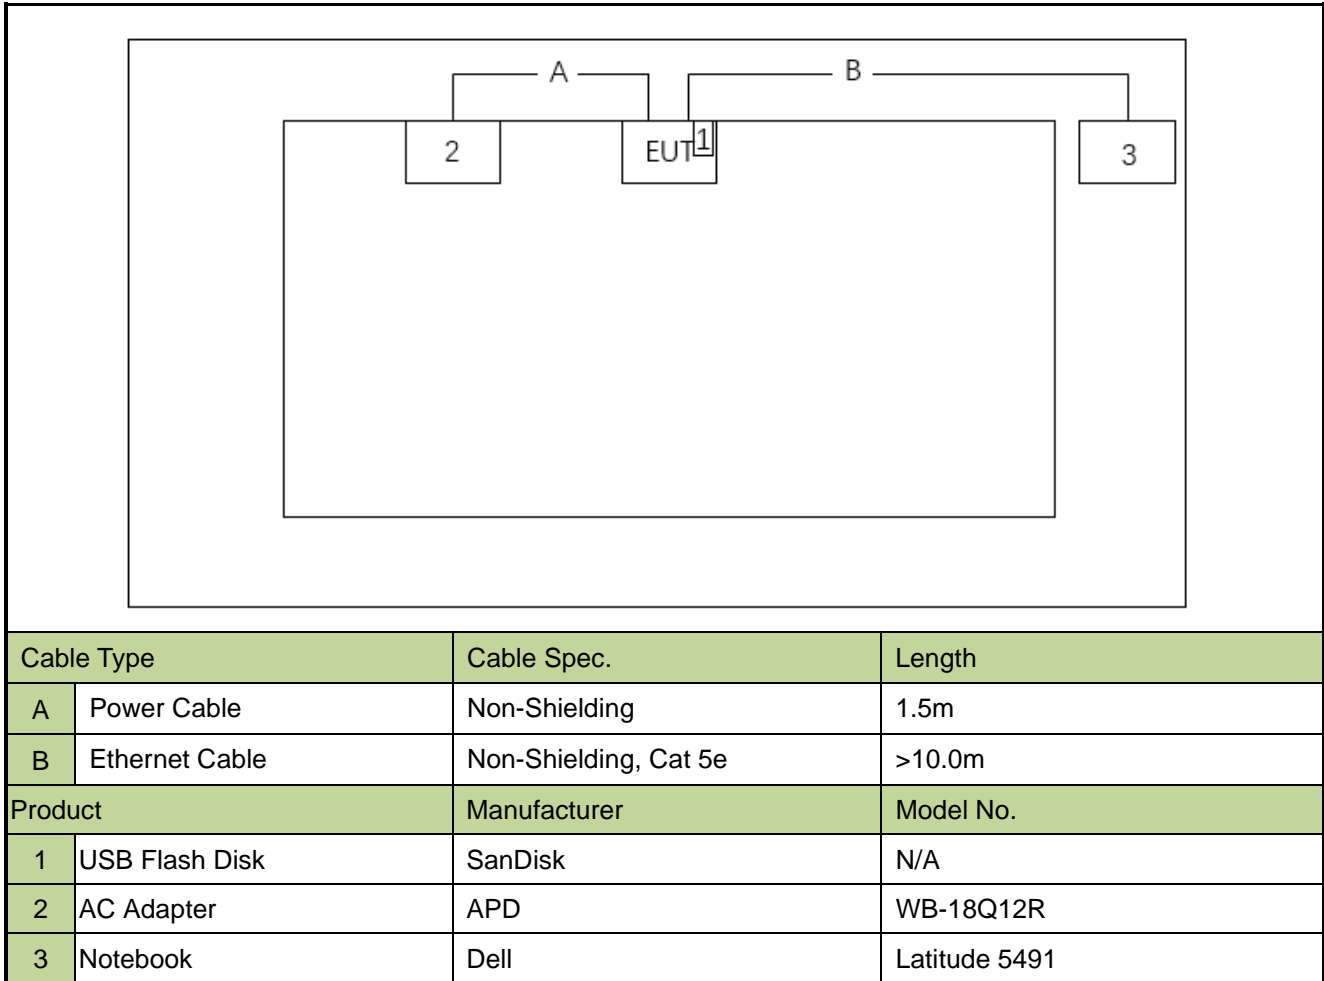 A B
2 EUT 1 3
Cable Type Cable Spec. Length
A Power Cable Non-Shielding 1.5m
B Ethernet Cable Non-Shielding, Cat 5e >10.0m
Product Manufacturer Model No.
1 USB Flash Disk SanDisk N/A
2 AC Adapter APD WB-18Q12R
3 Notebook Dell Latitude 5491